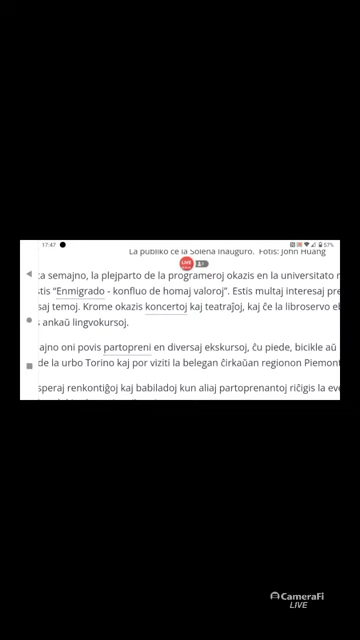 17:47
57%
La publiko ĉe la Solena Inaŭguro. Fotis: John Huang
LIVE
ta semajno, la plejparto de la programeroj okazis en la universitato
stis “Enmigrado - konfluo de homaj valoroj”. Estis multaj interesaj pre
saj temoj. Krome okazis koncertoj kaj teatraĵoj, kaj ĉe la libroservo eb
s ankaŭ lingvokursoj.
ajno oni povis partopreni en diversaj ekskursoj, ĉu piede, bicikle aŭ
de la urbo Torino kaj por viziti la belegan ĉirkaŭan regionon Piemont
speraj renkontiĝoj kaj babiladoj kun aliaj partoprenantoj riĉigis la eve
CameraFi
LIVE